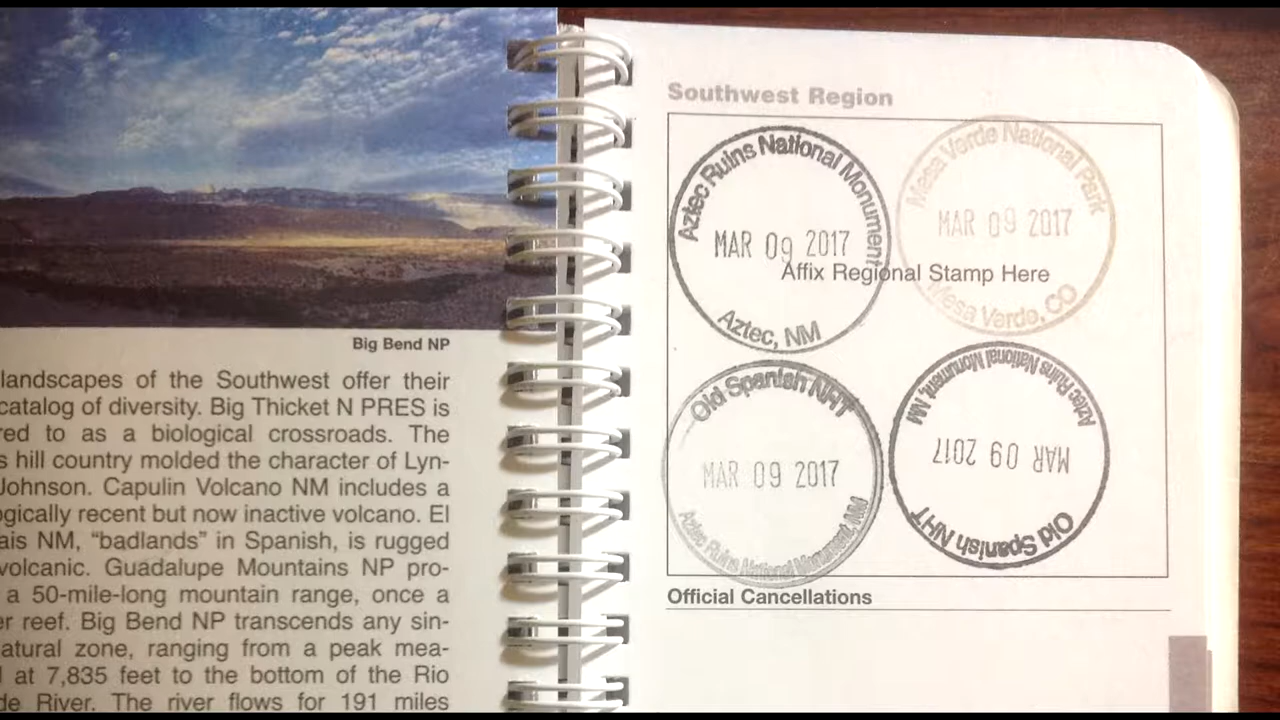 Big Bend NP
landscapes of the Southwest offer their
catalog of diversity. Big Thicket N PRES is
red to as a biological crossroads. The
s hill country molded the character of Lyn-
Johnson. Capulin Volcano NM includes a
ogically recent but now inactive volcano. El
ais NM, “badlands” in Spanish, is rugged
volcanic. Guadalupe Mountains NP pro-
a 50-mile-long mountain range, once a
er reef. Big Bend NP transcends any sin-
atural zone, ranging from a peak mea-
d at 7,835 feet to the bottom of the Rio
de River. The river flows for 191 miles
Southwest Region
Aztec Ruins National Monument
MAR 09 2017
Aztec, NM
Mesa Verde National Park
MAR 09 2017
Mesa Verde, CO
Affix Regional Stamp Here
Old Spanish NHT
MAR 09 2017
Aztec Ruins National Monument, NM
Old Spanish NHT
MAR 09 2017
Aztec Ruins National Monument, NM
Official Cancellations